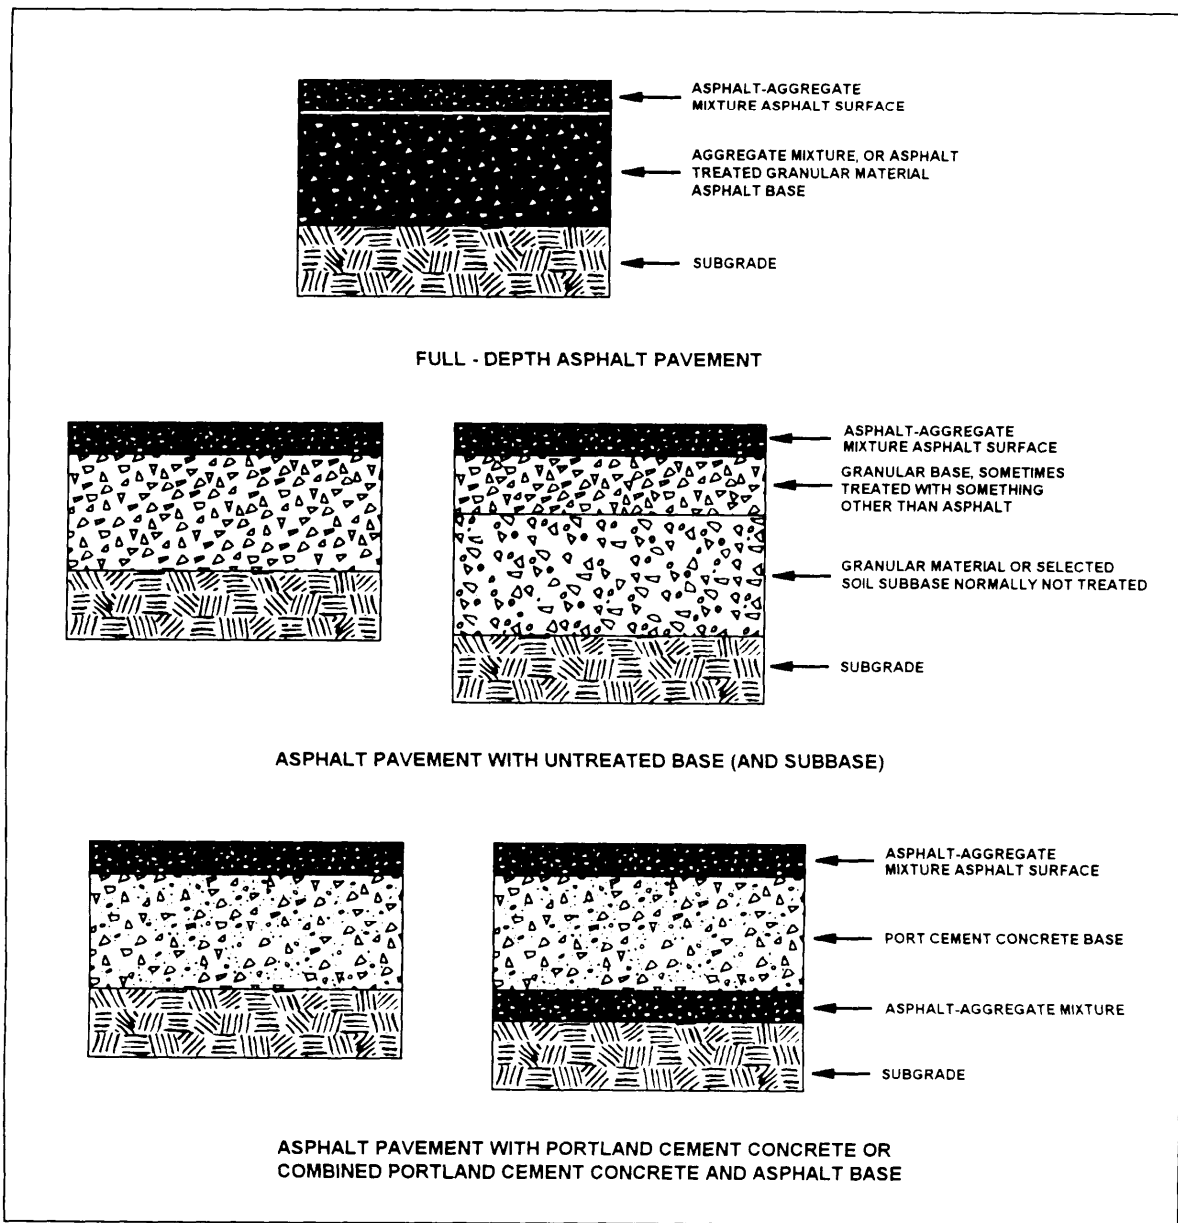 ASPHALT-AGGREGATE
MIXTURE ASPHALT SURFACE
AGGREGATE MIXTURE, OR ASPHALT
TREATED GRANULAR MATERIAL
ASPHALT BASE
SUBGRADE
FULL - DEPTH ASPHALT PAVEMENT
ASPHALT-AGGREGATE
MIXTURE ASPHALT SURFACE
GRANULAR BASE, SOMETIMES
TREATED WITH SOMETHING
OTHER THAN ASPHALT
GRANULAR MATERIAL OR SELECTED
SOIL SUBBASE NORMALLY NOT TREATED
SUBGRADE
ASPHALT PAVEMENT WITH UNTREATED BASE (AND SUBBASE)
ASPHALT-AGGREGATE
MIXTURE ASPHALT SURFACE
PORT CEMENT CONCRETE BASE
ASPHALT-AGGREGATE MIXTURE
SUBGRADE
ASPHALT PAVEMENT WITH PORTLAND CEMENT CONCRETE OR
COMBINED PORTLAND CEMENT CONCRETE AND ASPHALT BASE